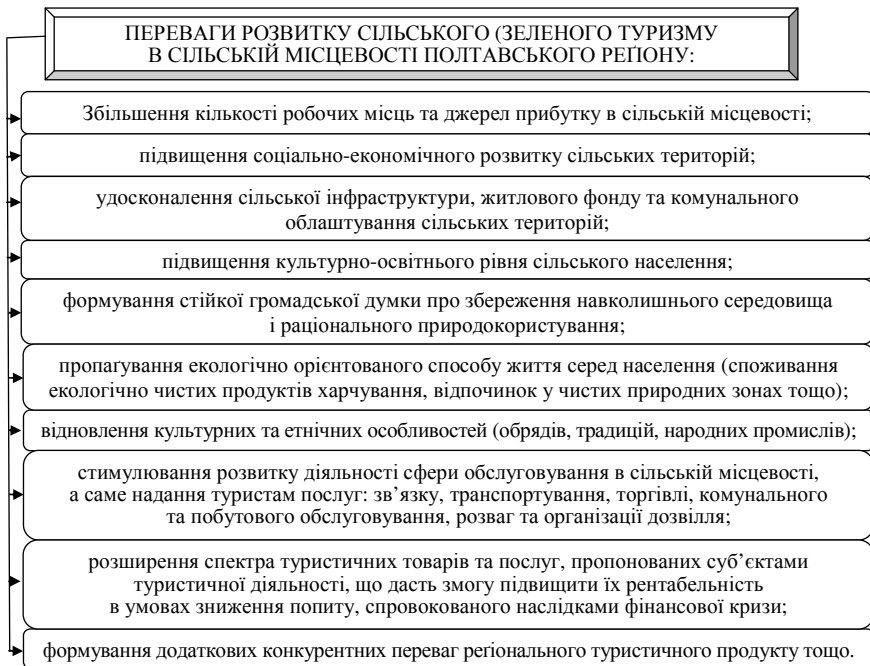 ПЕРЕВАГИ РОЗВИТКУ СІЛЬСЬКОГО (ЗЕЛЕНОГО ТУРИЗМУ
В СІЛЬСЬКІЙ МІСЦЕВОСТІ ПОЛТАВСЬКОГО РЕҐІОНУ:
Збільшення кількості робочих місць та джерел прибутку в сільській місцевості;
підвищення соціально-економічного розвитку сільських територій;
удосконалення сільської інфраструктури, житлового фонду та комунального
облаштування сільських територій;
підвищення культурно-освітнього рівня сільського населення;
формування стійкої громадської думки про збереження навколишнього середовища
і раціонального природокористування;
пропаґування екологічно орієнтованого способу життя серед населення (споживання
екологічно чистих продуктів харчування, відпочинок у чистих природних зонах тощо);
відновлення культурних та етнічних особливостей (обрядів, традицій, народних промислів);
стимулювання розвитку діяльності сфери обслуговування в сільській місцевості,
а саме надання туристам послуг: зв’язку, транспортування, торгівлі, комунального
та побутового обслуговування, розваг та організації дозвілля;
розширення спектра туристичних товарів та послуг, пропонованих суб’єктами
туристичної діяльності, що дасть змогу підвищити їх рентабельність
в умовах зниження попиту, спровокованого наслідками фінансової кризи;
формування додаткових конкурентних переваг реґіонального туристичного продукту тощо.